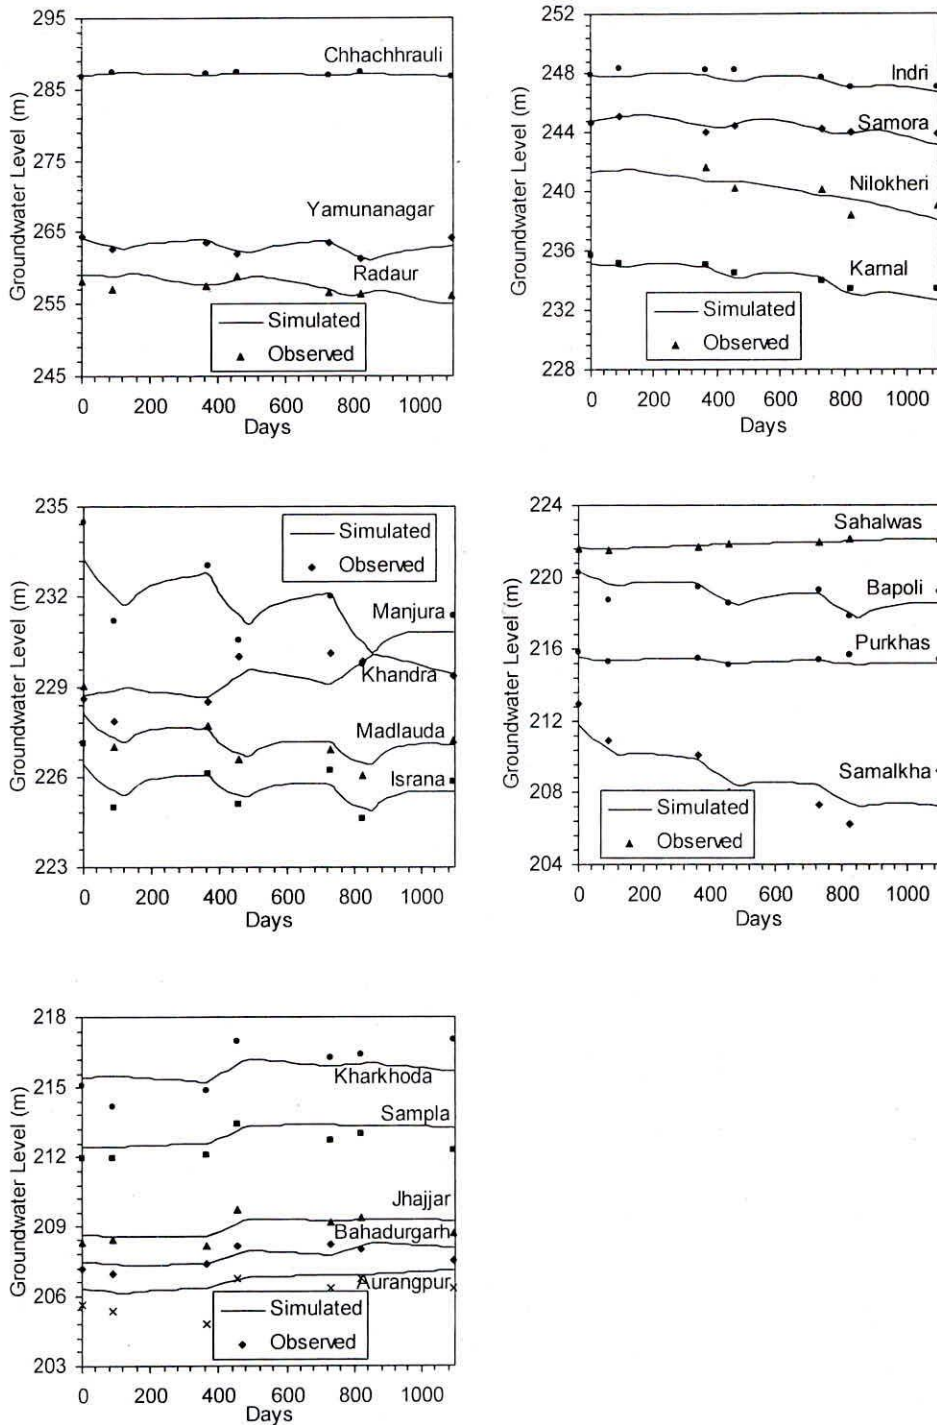 295
285
275
265
255
245
Groundwater Level (m)
Chhachhrauli
Yamunanagar
Radaur
Simulated
Observed
0 200 400 600 800 1000
Days
252
248
244
240
236
232
228
Groundwater Level (m)
Indri
Samora
Nilokheri
Karnal
Simulated
Observed
0 200 400 600 800 1000
Days
235
232
229
226
223
Groundwater Level (m)
Simulated
Observed
Manjura
Khandra
Madlauda
Israna
0 200 400 600 800 1000
Days
224
220
216
212
208
204
Groundwater Level (m)
Sahalwas
Bapoli
Purkhas
Samalkha
Simulated
Observed
0 200 400 600 800 1000
Days
218
215
212
209
206
203
Groundwater Level (m)
Kharkhoda
Sampla
Jhajjar
Bahadurgarh
Aurangpur
Simulated
Observed
0 200 400 600 800 1000
Days